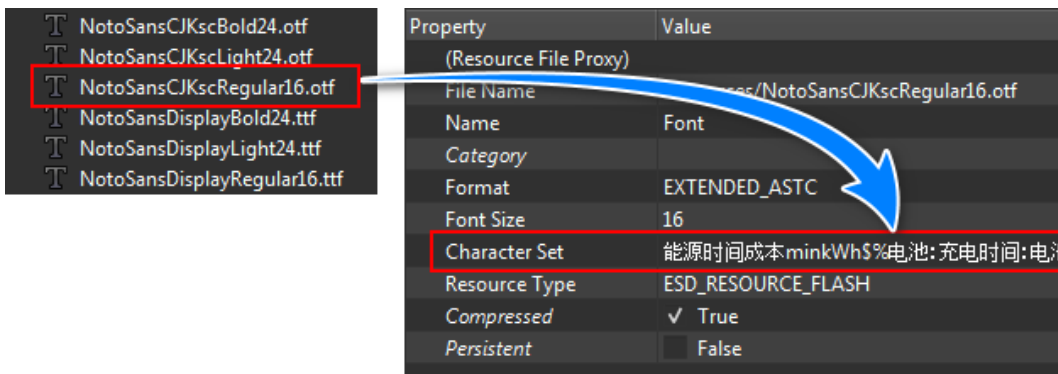 NotoSansCJKscBold24.otf
NotoSansCJKscLight24.otf
NotoSansCJKscRegular16.otf
NotoSansDisplayBold24.ttf
NotoSansDisplayLight24.ttf
NotoSansDisplayRegular16.ttf
Property Value
(Resource File Proxy)
File Name /NotoSansCJKscRegular16.otf
Name Font
Category
Format EXTENDED_ASTC
Font Size 16
Character Set 能源时间成本minkWh$%电池:充电时间:电池
Resource Type ESD_RESOURCE_FLASH
Compressed ✓ True
Persistent False